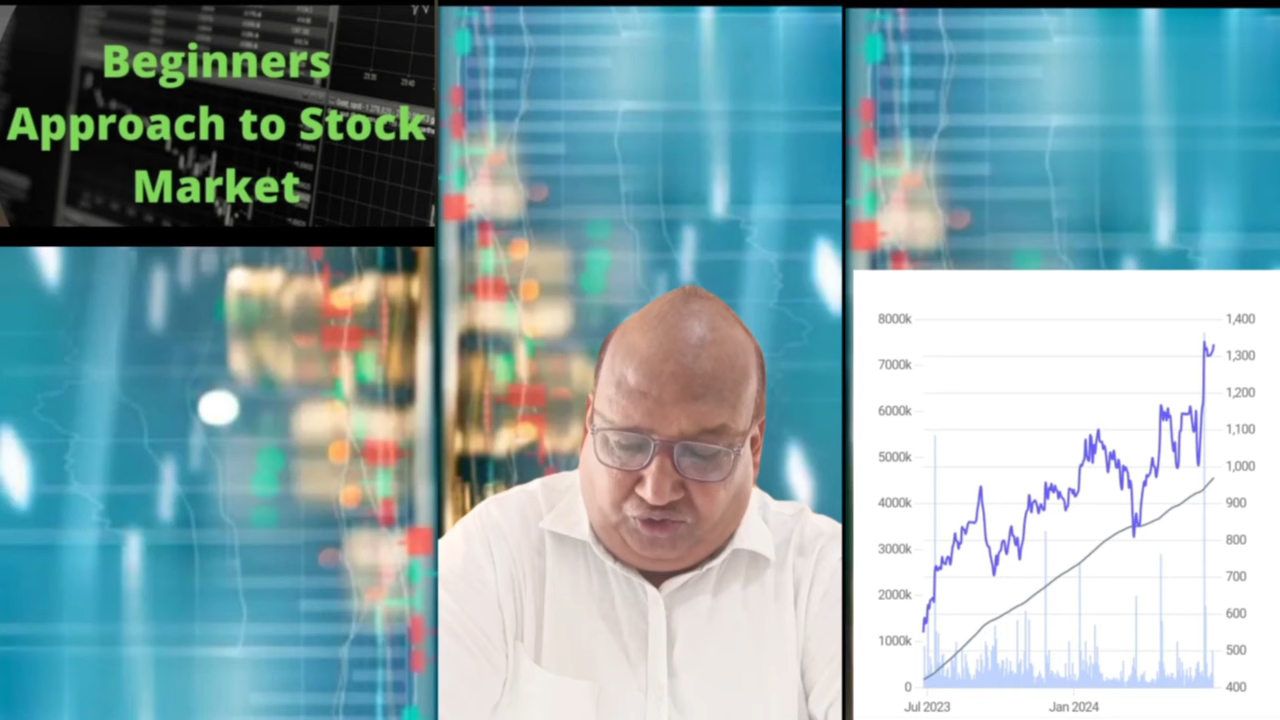 Beginners
Approach to Stock
Market
8000k
1,400
7000k
1,300
1,200
6000k
1,100
5000k
1,000
4000k
900
3000k
800
700
2000k
600
1000k
500
0
400
Jul 2023
Jan 2024